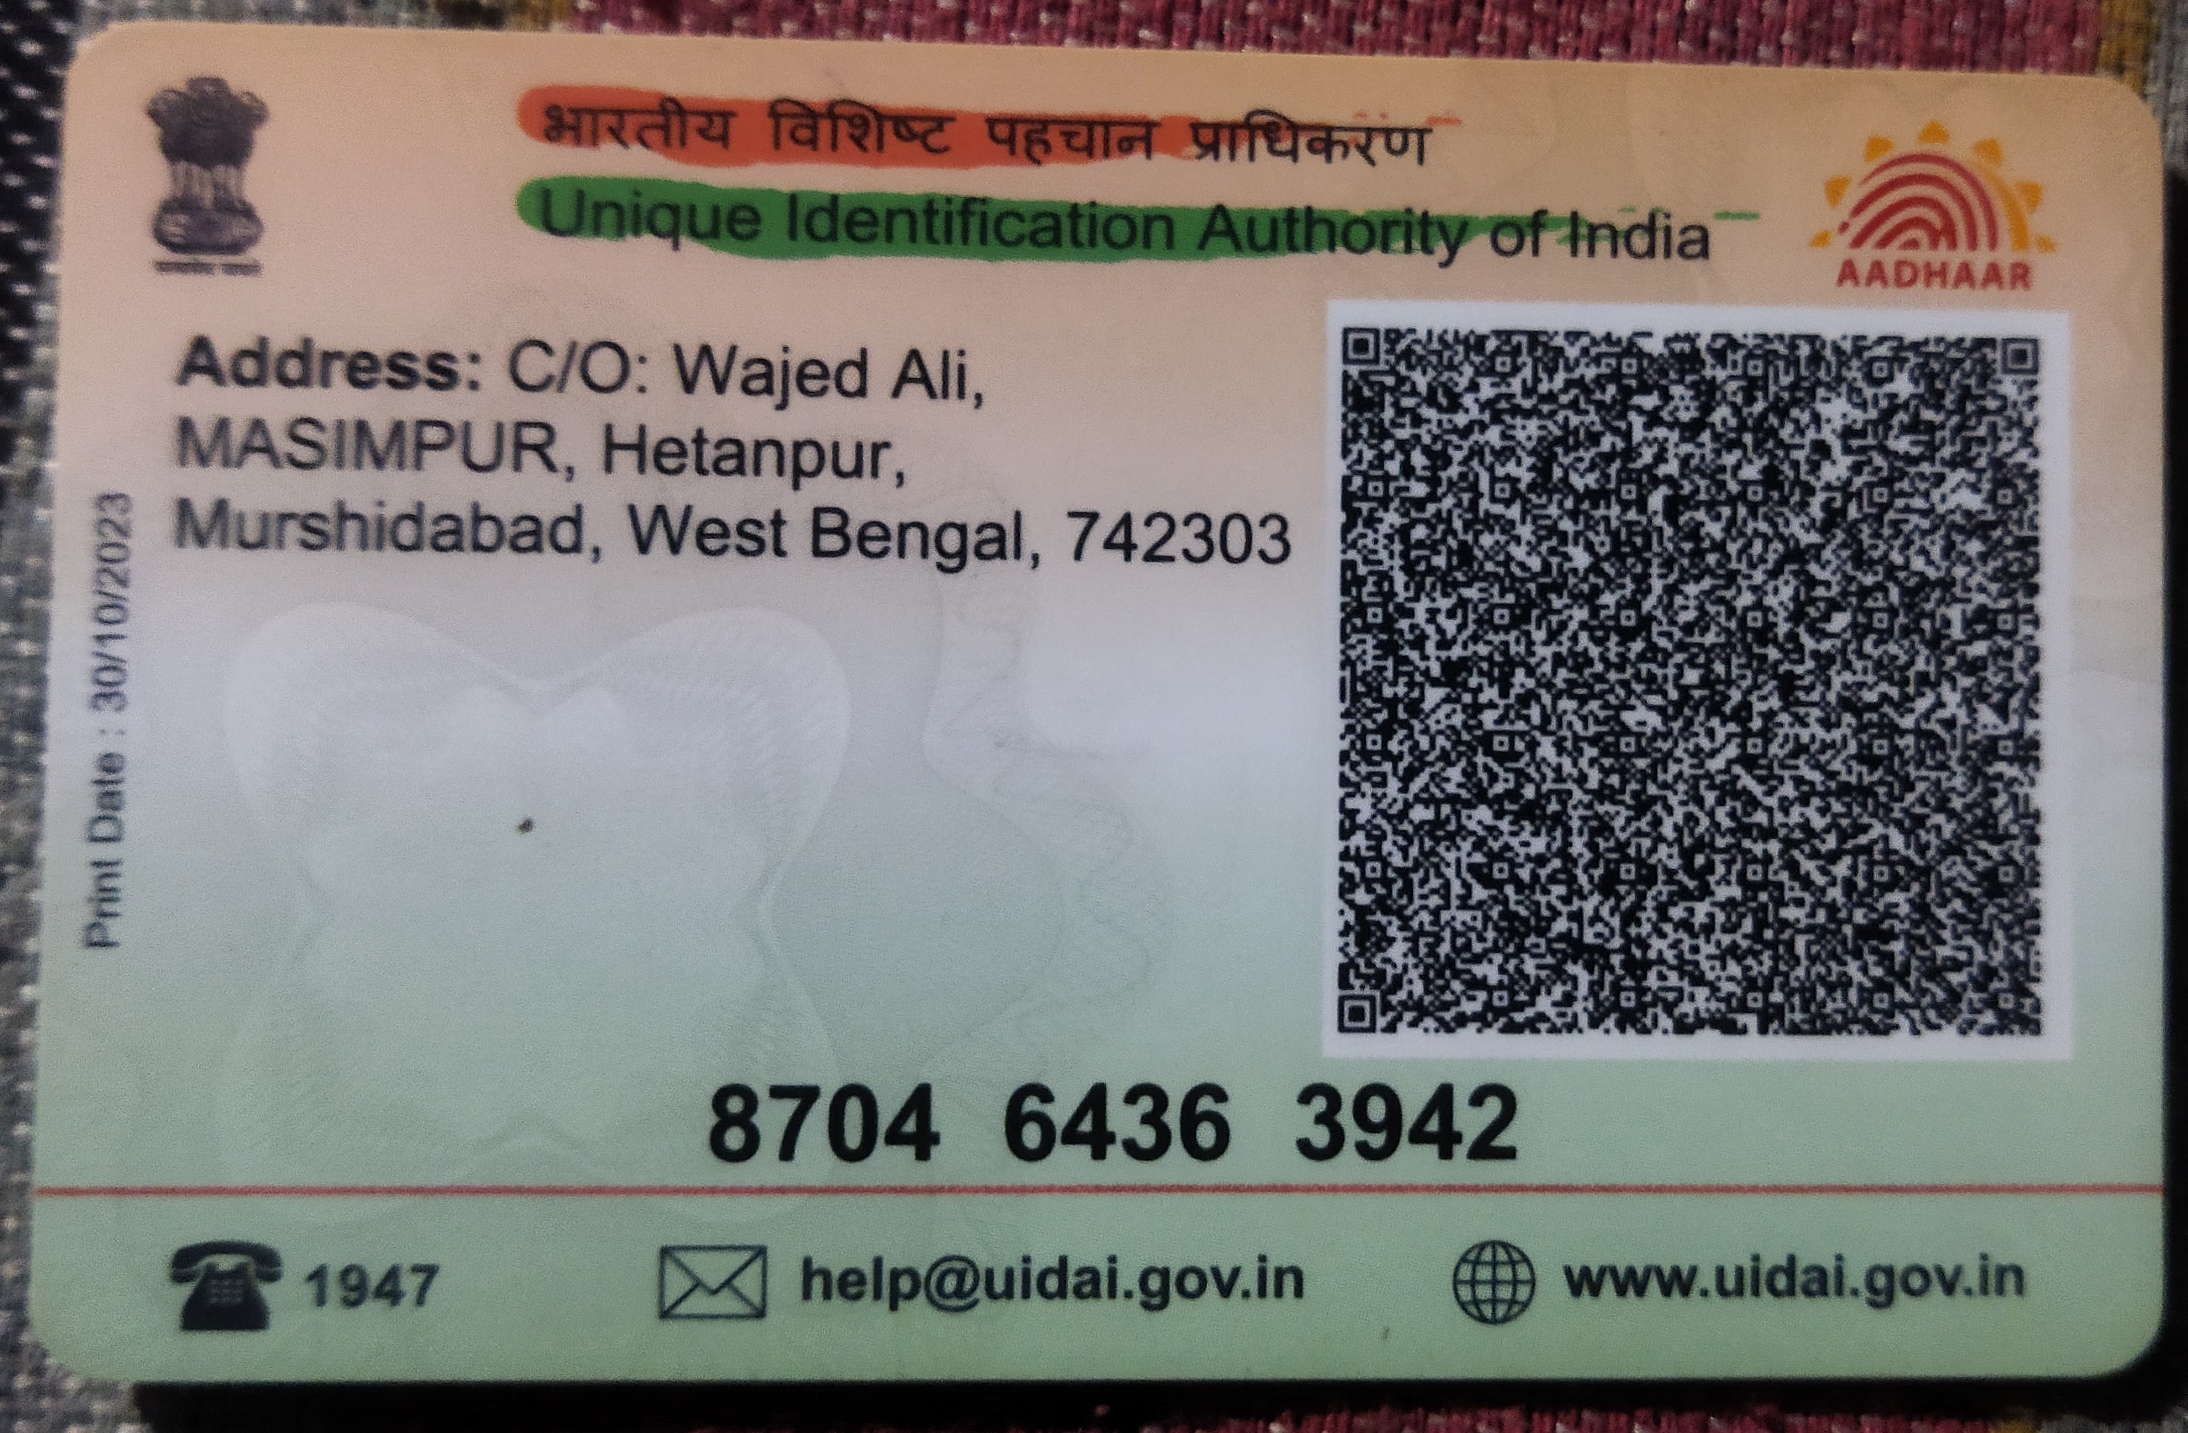 भारतीय विशिष्ट पहचान प्राधिकरण
Unique Identification Authority of India
AADHAAR
Address: C/O: Wajed Ali,
MASIMPUR, Hetanpur,
Murshidabad, West Bengal, 742303
Print Date : 30/10/2023
8704 6436 3942
1947
help@uidai.gov.in
www.uidai.gov.in